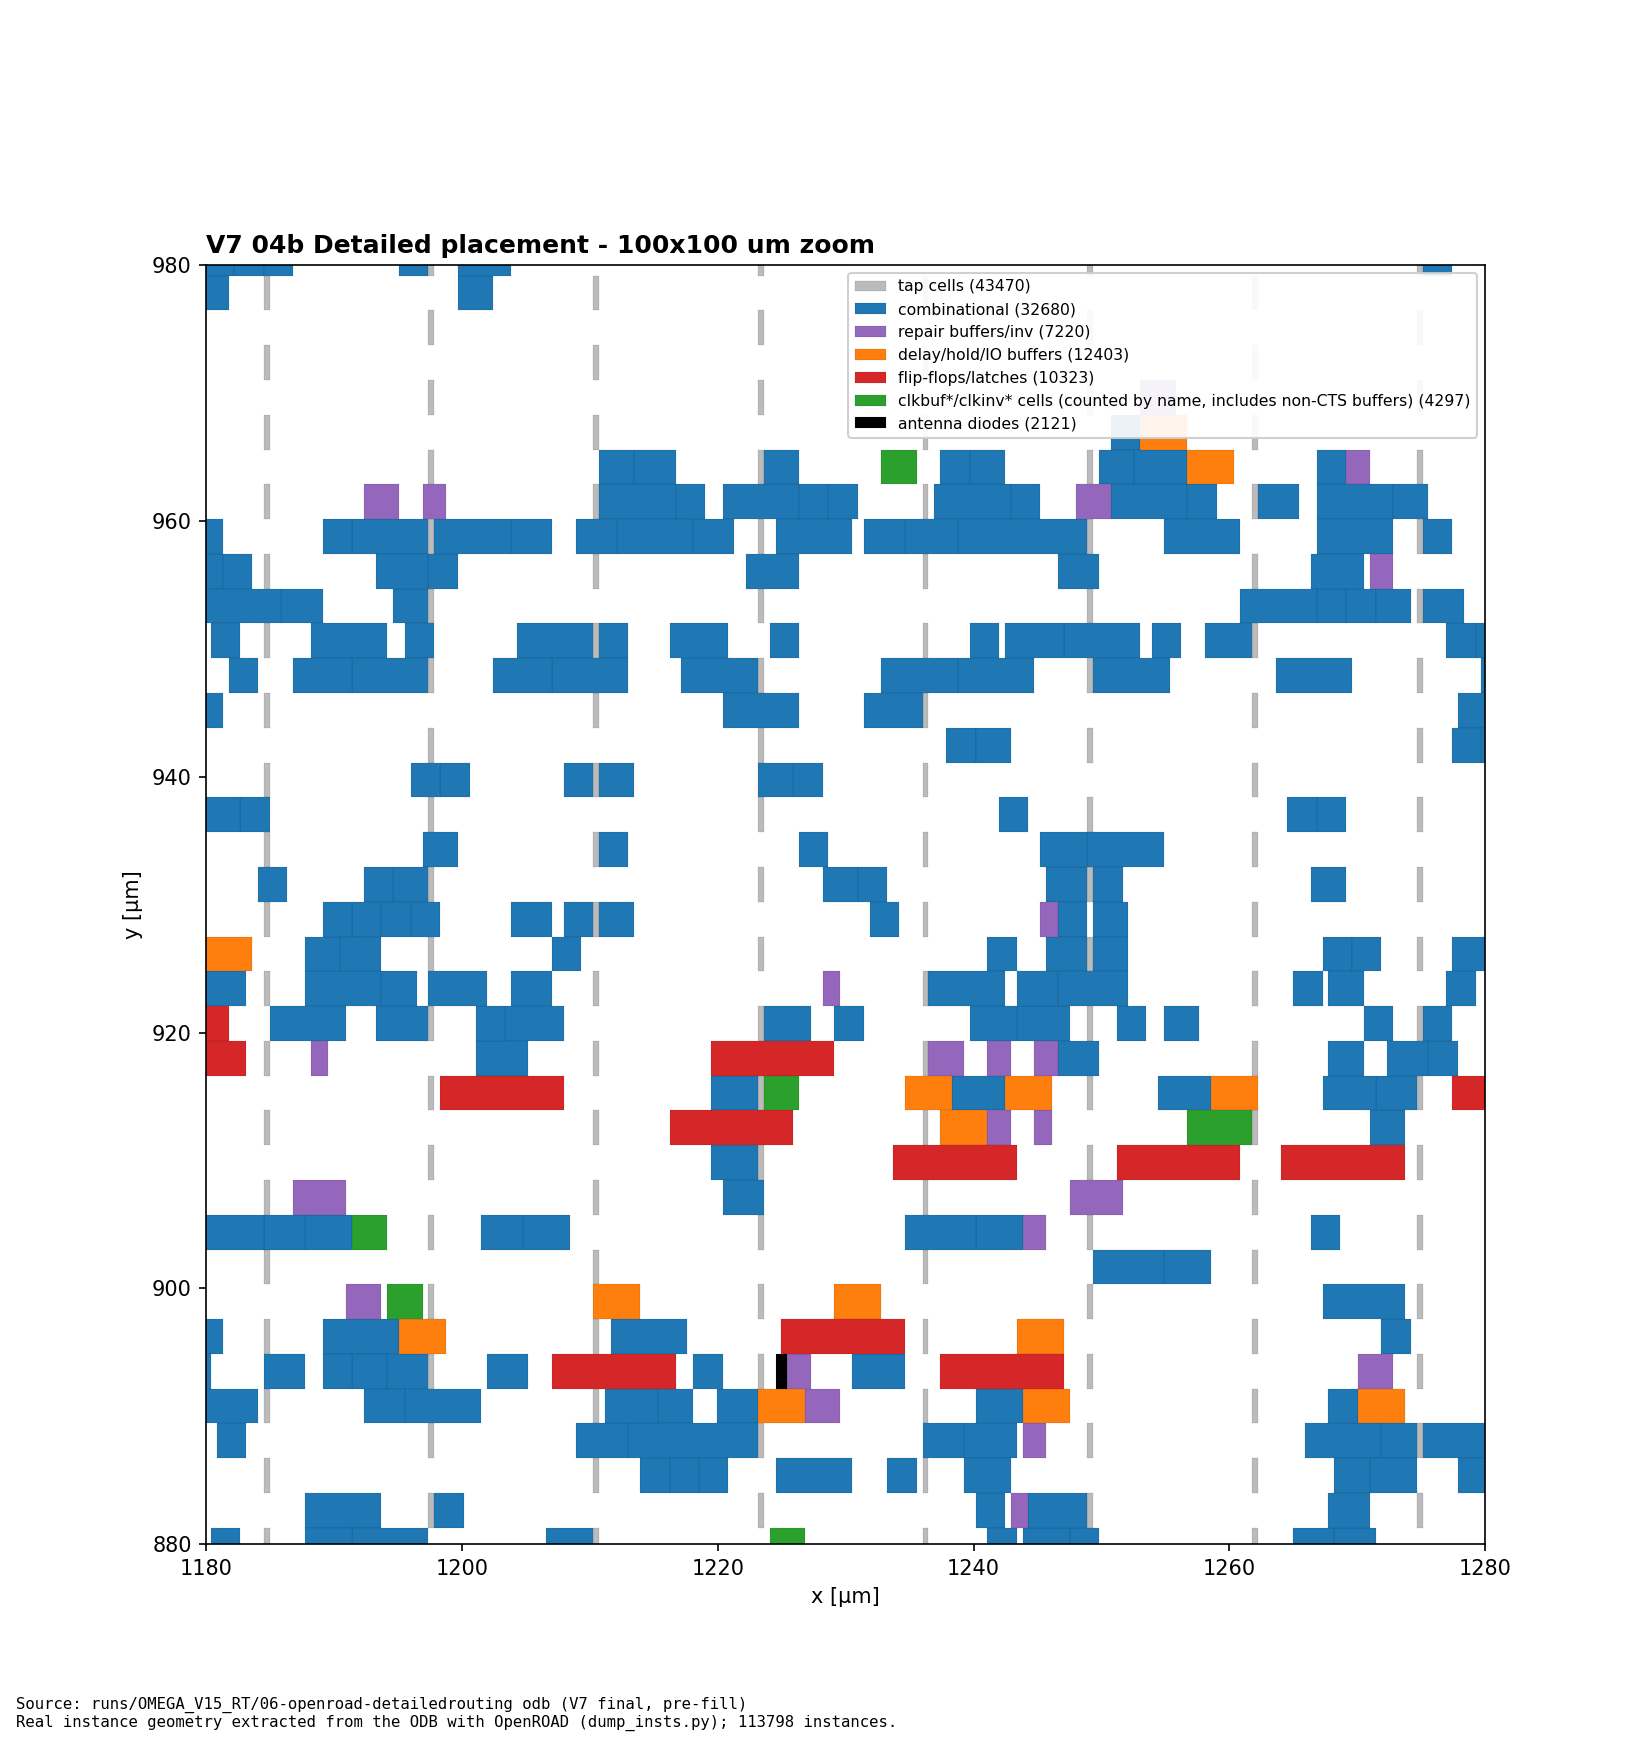 V7 04b Detailed placement - 100x100 um zoom
tap cells (43470)
combinational (32680)
repair buffers/inv (7220)
delay/hold/IO buffers (12403)
flip-flops/latches (10323)
clkbuf*/clkinv* cells (counted by name, includes non-CTS buffers) (4297)
antenna diodes (2121)
980
960
940
920
900
880
y [µm]
1180 1200 1220 1240 1260 1280
x [µm]
Source: runs/OMEGA_V15_RT/06-openroad-detailedrouting odb (V7 final, pre-fill)
Real instance geometry extracted from the ODB with OpenROAD (dump_insts.py); 113798 instances.